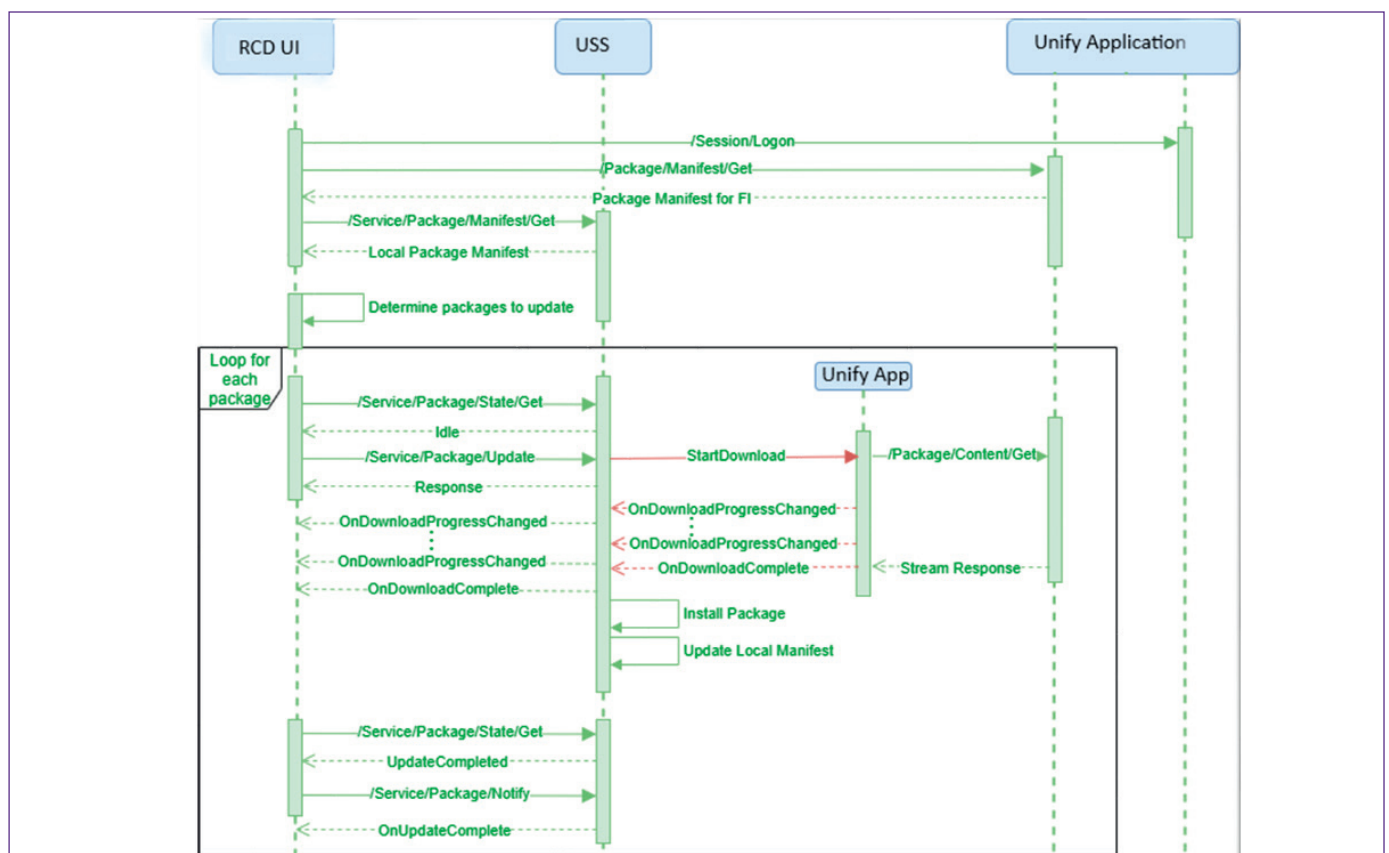 RCD UI
USS
Unify Application
/Session/Logon
/Package/Manifest/Get
Package Manifest for FI
/Service/Package/Manifest/Get
Local Package Manifest
Determine packages to update
Loop for
each
package
Unify App
/Service/Package/State/Get
Idle
/Service/Package/Update
StartDownload
/Package/Content/Get
Response
OnDownloadProgressChanged
OnDownloadProgressChanged
OnDownloadProgressChanged
OnDownloadProgressChanged
OnDownloadComplete
Stream Response
OnDownloadComplete
Install Package
Update Local Manifest
/Service/Package/State/Get
UpdateCompleted
/Service/Package/Notify
OnUpdateComplete